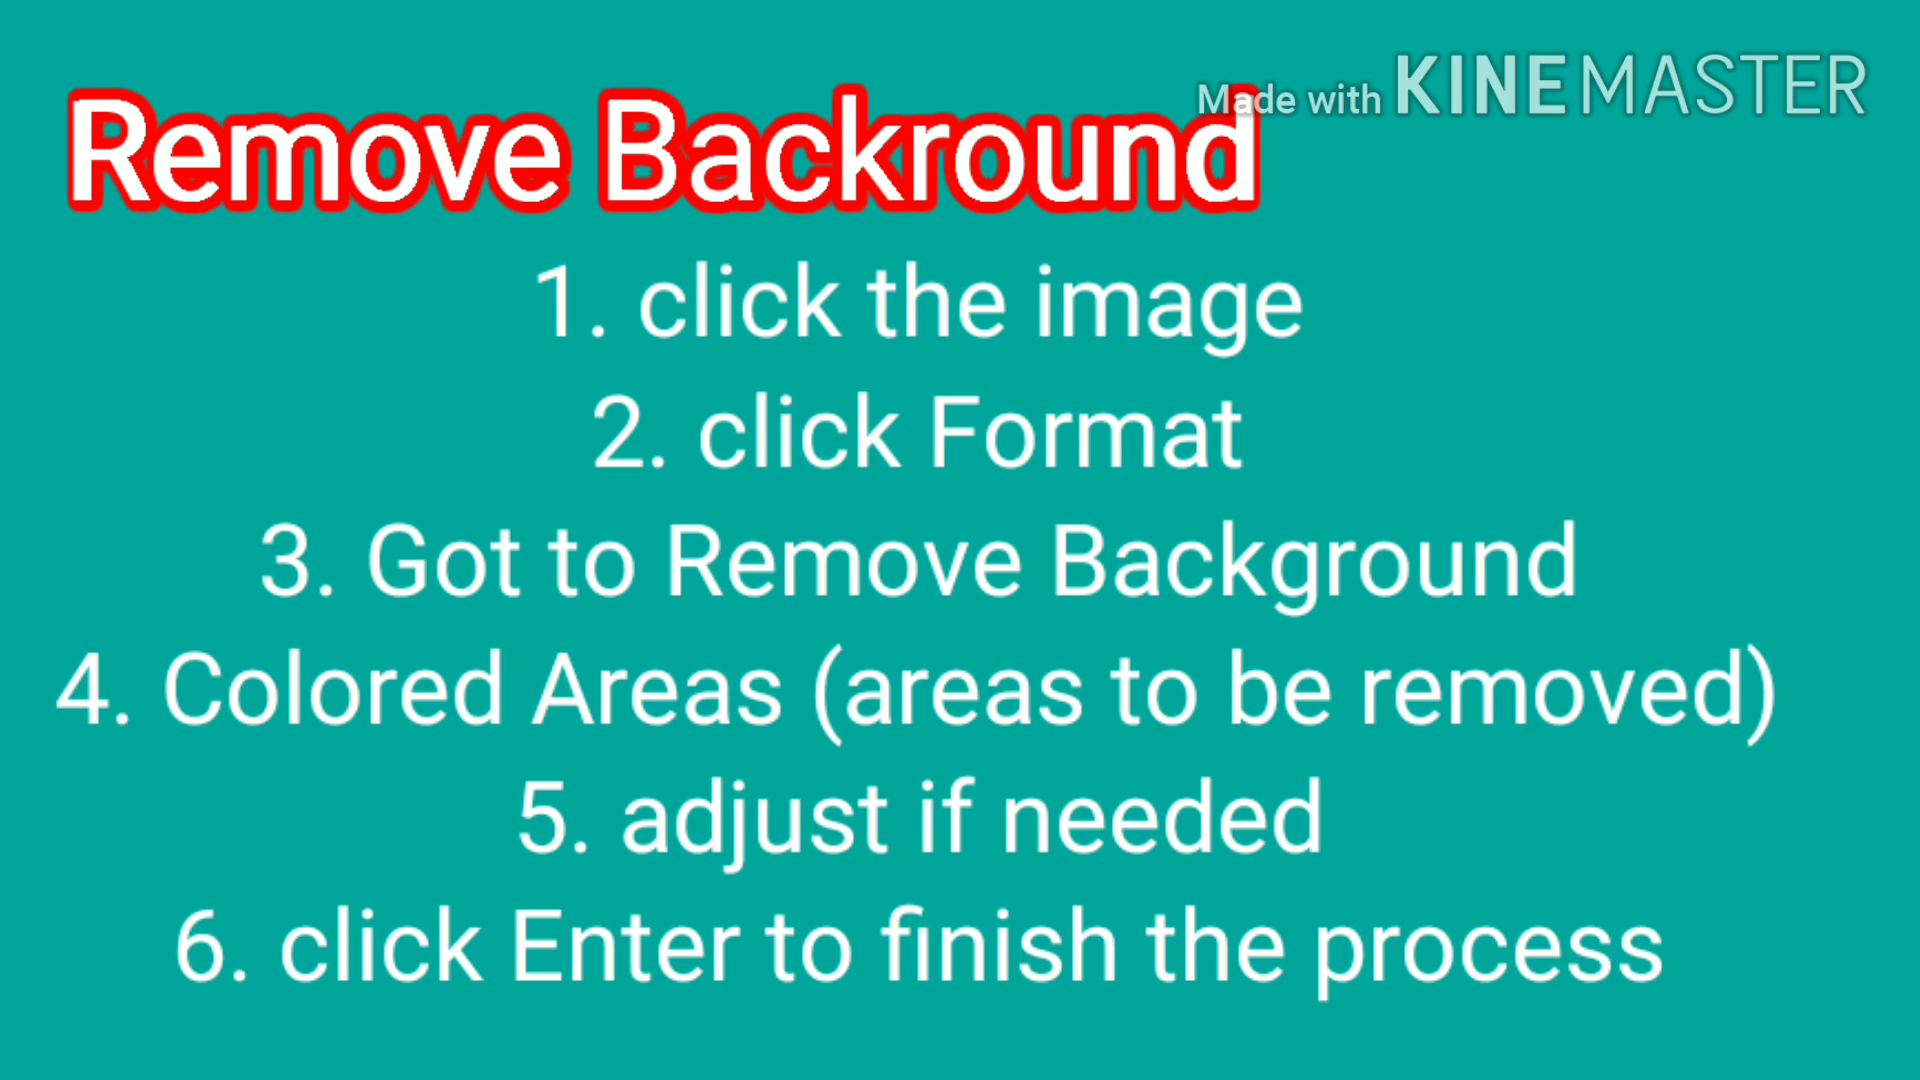 Made with KINEMASTER
Remove Backround
1. click the image
2. click Format
3. Got to Remove Background
4. Colored Areas (areas to be removed)
5. adjust if needed
6. click Enter to finish the process